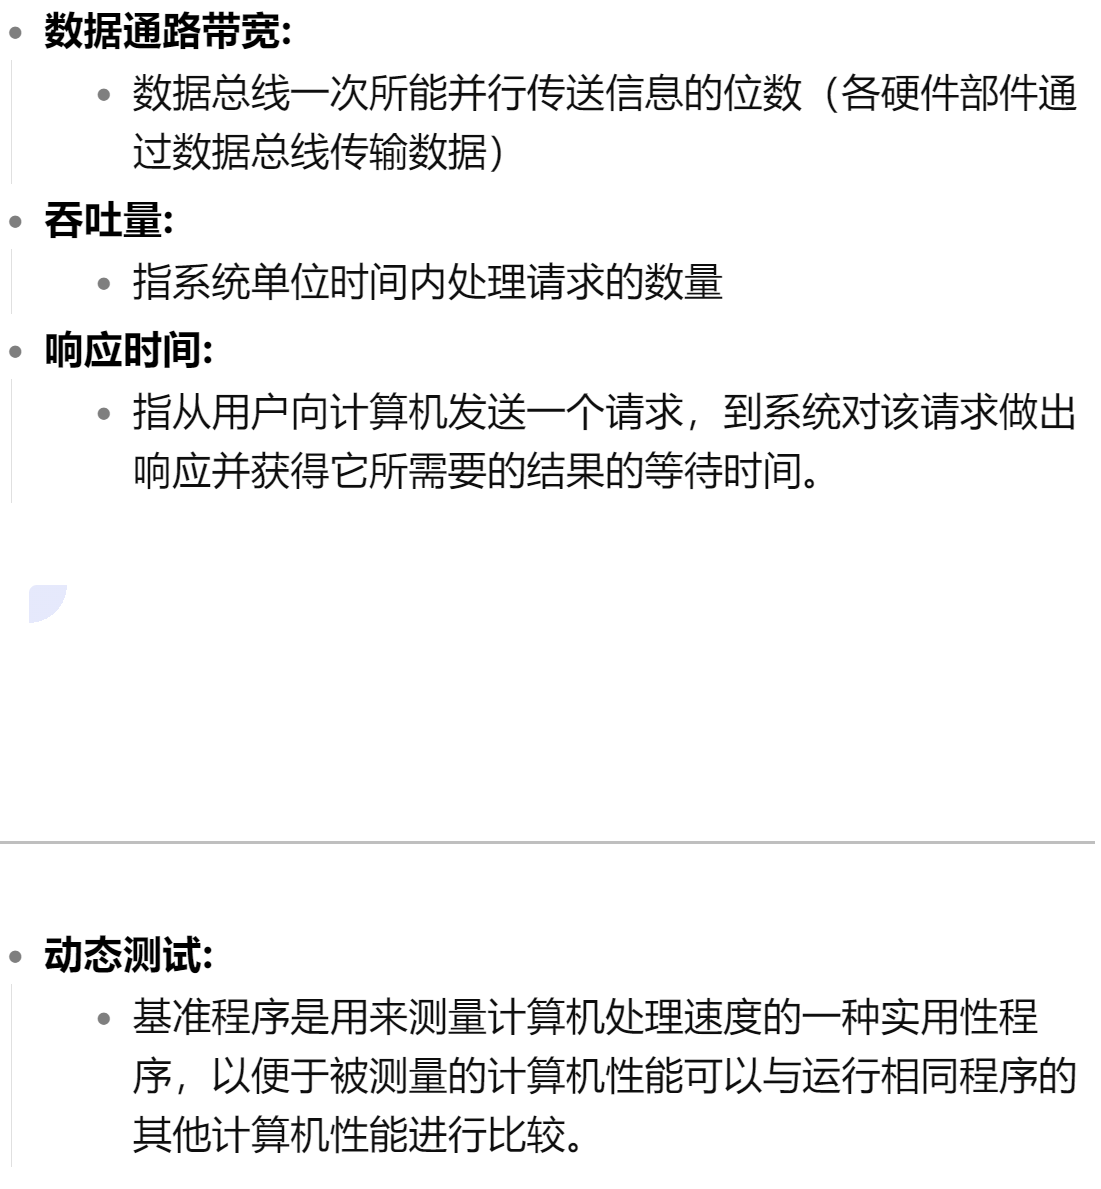 数据通路带宽:
数据总线一次所能并行传送信息的位数（各硬件部件通
过数据总线传输数据）
吞吐量:
指系统单位时间内处理请求的数量
响应时间:
指从用户向计算机发送一个请求，到系统对该请求做出
响应并获得它所需要的结果的等待时间。
动态测试:
基准程序是用来测量计算机处理速度的一种实用性程
序，以便于被测量的计算机性能可以与运行相同程序的
其他计算机性能进行比较。